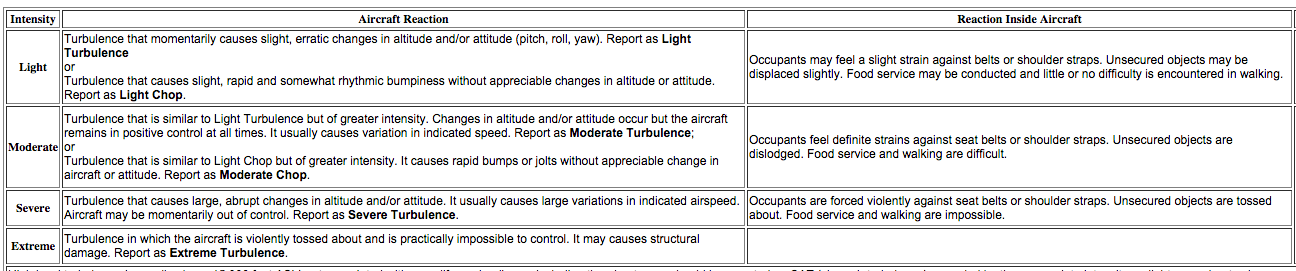 Intensity
Aircraft Reaction
Reaction Inside Aircraft
Light
Turbulence that momentarily causes slight, erratic changes in altitude and/or attitude (pitch, roll, yaw). Report as Light
Turbulence
or
Turbulence that causes slight, rapid and somewhat rhythmic bumpiness without appreciable changes in altitude or attitude.
Report as Light Chop.
Occupants may feel a slight strain against belts or shoulder straps. Unsecured objects may be
displaced slightly. Food service may be conducted and little or no difficulty is encountered in walking.
Moderate
Turbulence that is similar to Light Turbulence but of greater intensity. Changes in altitude and/or attitude occur but the aircraft
remains in positive control at all times. It usually causes variation in indicated speed. Report as Moderate Turbulence;
or
Turbulence that is similar to Light Chop but of greater intensity. It causes rapid bumps or jolts without appreciable change in
aircraft or attitude. Report as Moderate Chop.
Occupants feel definite strains against seat belts or shoulder straps. Unsecured objects are
dislodged. Food service and walking are difficult.
Severe
Turbulence that causes large, abrupt changes in altitude and/or attitude. It usually causes large variations in indicated airspeed.
Aircraft may be momentarily out of control. Report as Severe Turbulence.
Occupants are forced violently against seat belts or shoulder straps. Unsecured objects are tossed
about. Food service and walking are impossible.
Extreme
Turbulence in which the aircraft is violently tossed about and is practically impossible to control. It may causes structural
damage. Report as Extreme Turbulence.